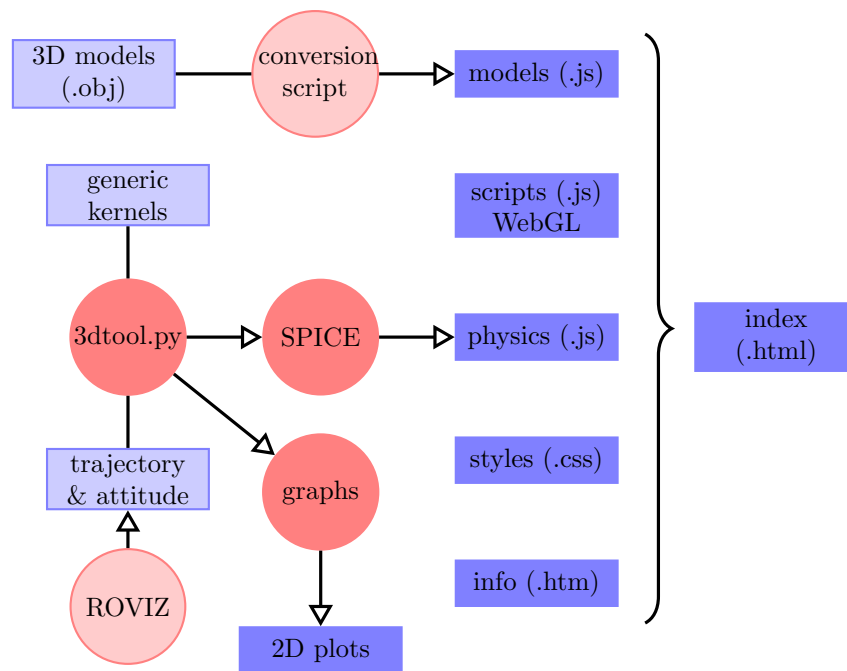 3D models
(.obj)
conversion
script
models (.js)
generic
kernels
scripts (.js)
WebGL
3dtool.py
SPICE
physics (.js)
index
(.html)
trajectory
& attitude
graphs
styles (.css)
ROVIZ
info (.htm)
2D plots